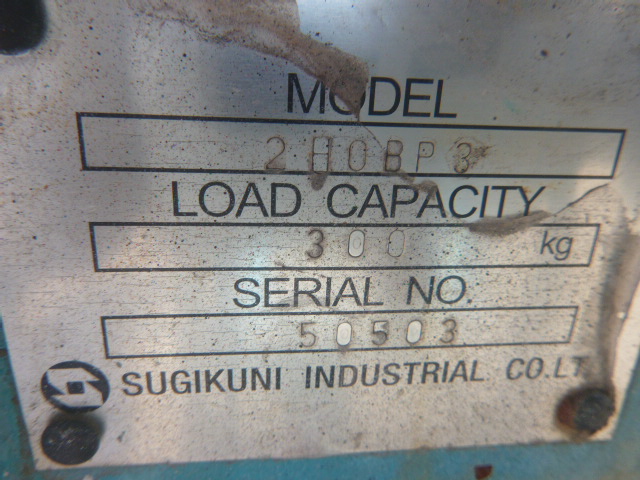 MODEL
2H0BP3
LOAD CAPACITY
300 kg
SERIAL NO.
50503
SUGIKUNI INDUSTRIAL CO.LT